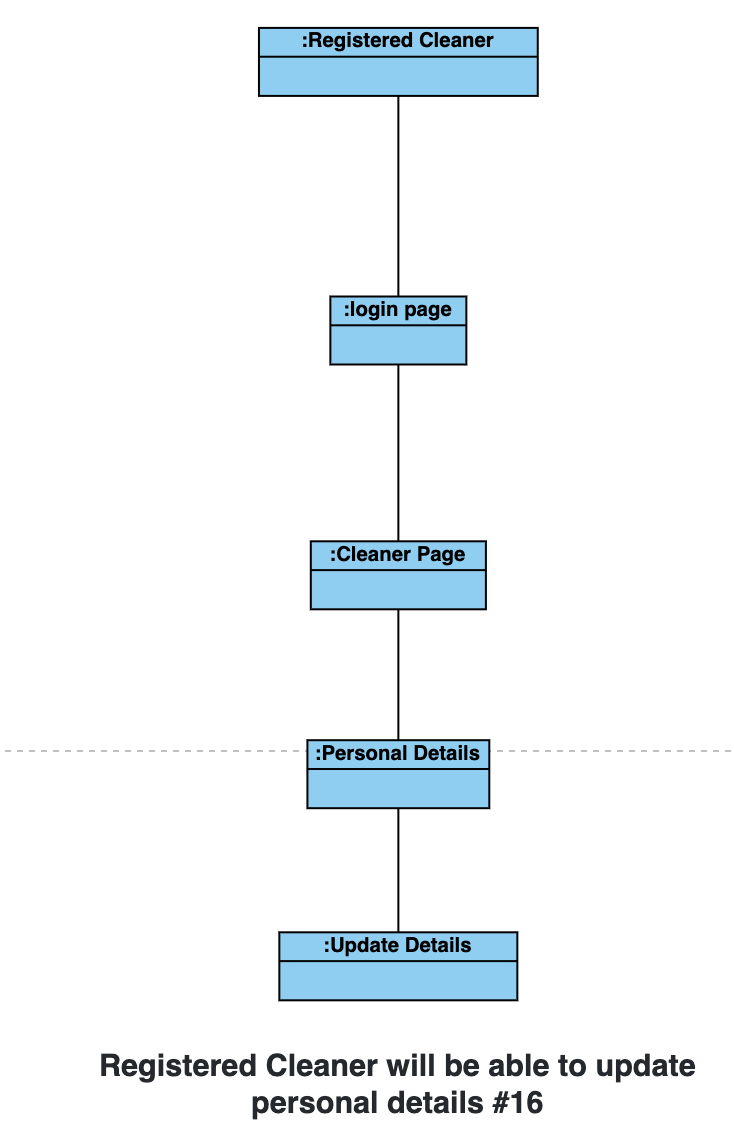 :Registered Cleaner
:login page
:Cleaner Page
:Personal Details
:Update Details
Registered Cleaner will be able to update
personal details #16